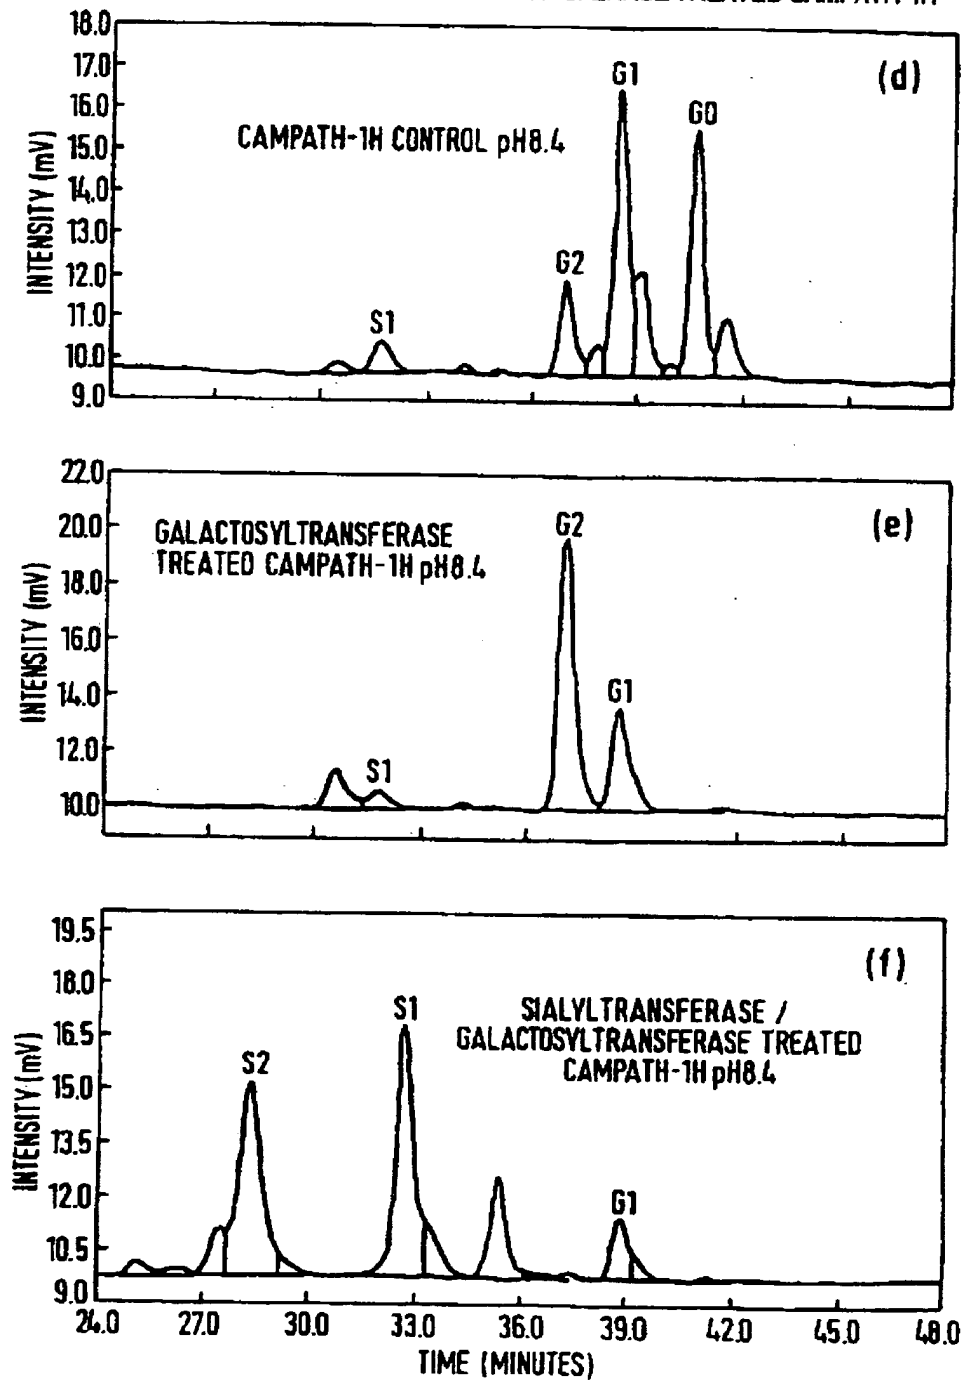 18.0
17.0
16.0
15.0
14.0
13.0
12.0
11.0
10.0
9.0
INTENSITY (mV)
CAMPATH-1H CONTROL pH8.4
(d)
S1
G2
G1
G0
22.0
20.0
18.0
16.0
14.0
12.0
10.0
INTENSITY (mV)
GALACTOSYLTRANSFERASE
TREATED CAMPATH-1H pH8.4
(e)
S1
G2
G1
19.5
18.0
16.5
15.0
13.5
12.0
10.5
9.0
INTENSITY (mV)
(f)
SIALYLTRANSFERASE /
GALACTOSYLTRANSFERASE TREATED
CAMPATH-1H pH8.4
S2
S1
G1
24.0 27.0 30.0 33.0 36.0 39.0 42.0 45.0 48.0
TIME (MINUTES)